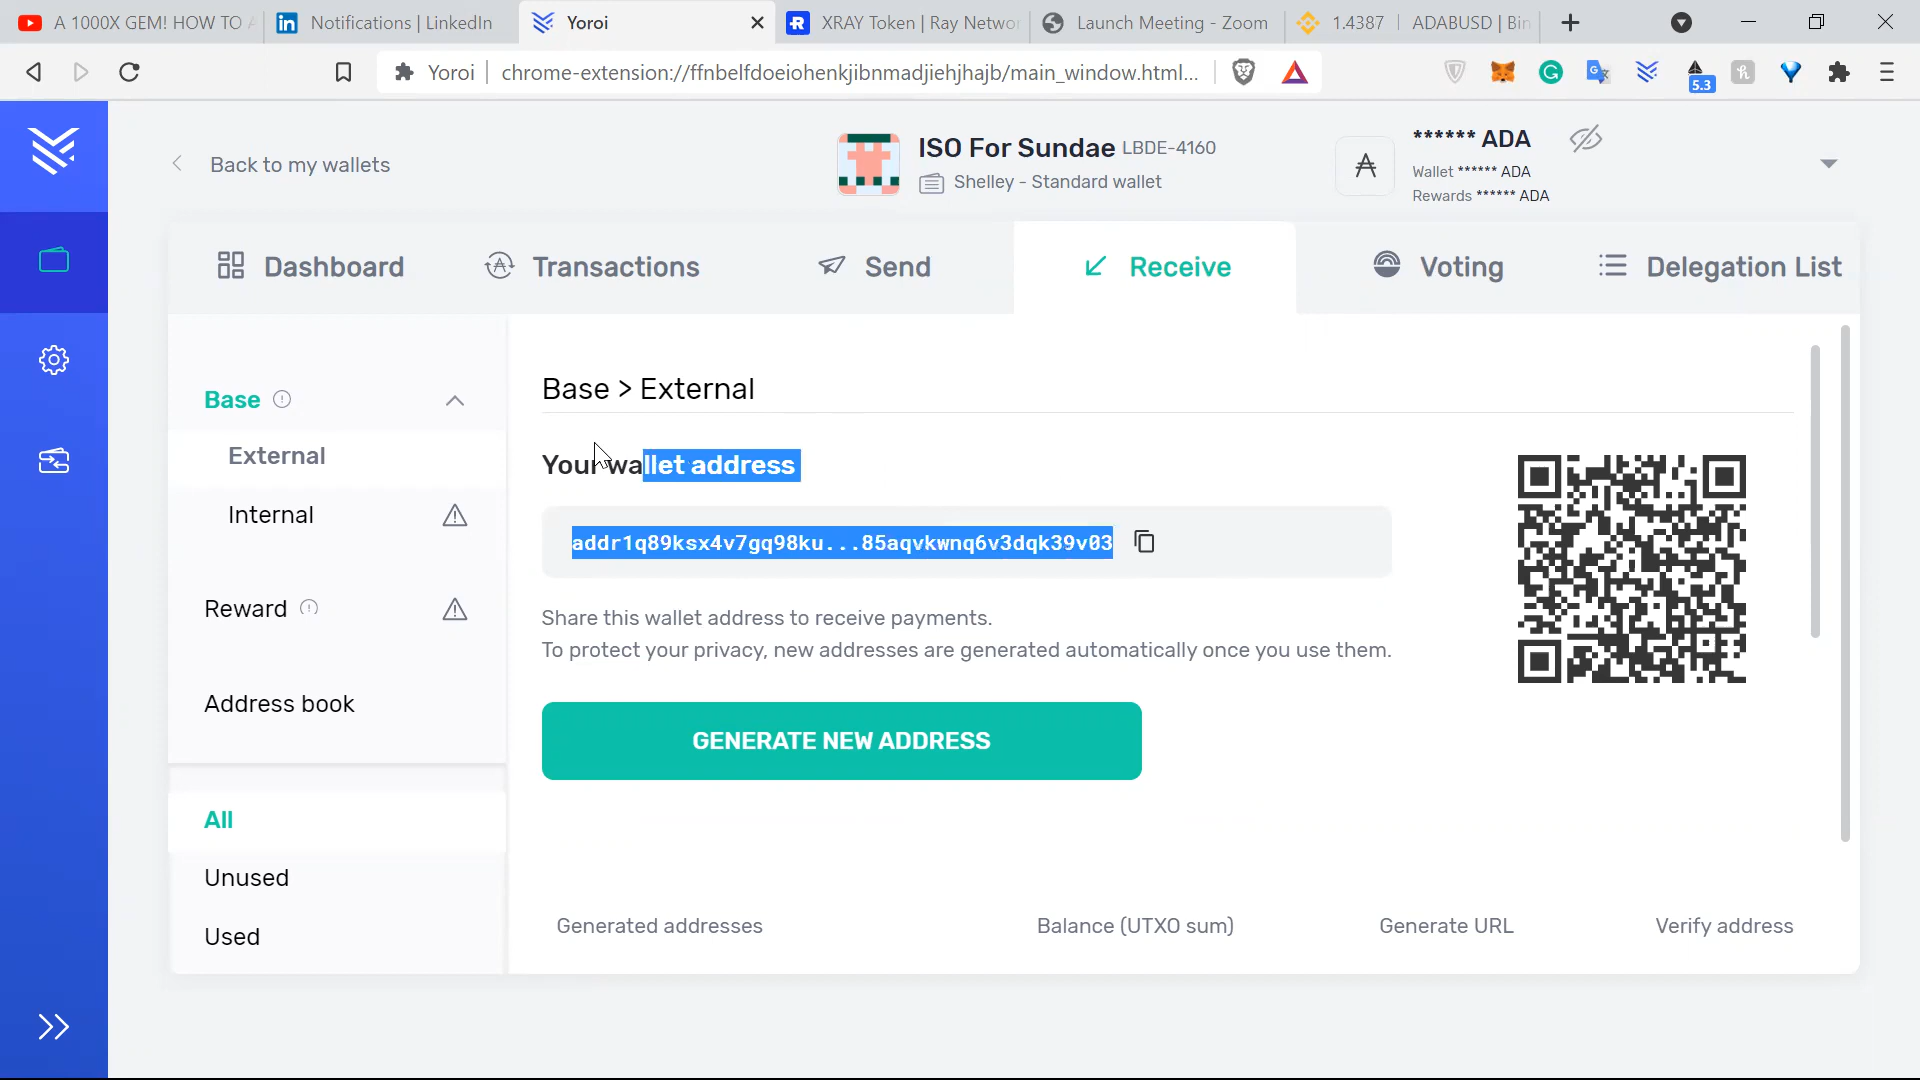 A 1000X GEM! HOW TO A
Notifications | LinkedIn
Yoroi
XRAY Token | Ray Networ
Launch Meeting - Zoom
1.4387 | ADABUSD | Bin
Yoroi
chrome-extension://ffnbelfdoeiohenkjibnmadjiehjhajb/main_window.html...
5.3
Back to my wallets
ISO For Sundae LBDE-4160
Shelley - Standard wallet
****** ADA
Wallet ****** ADA
Rewards ****** ADA
Dashboard
Transactions
Send
Receive
Voting
Delegation List
Base
External
Internal
Reward
Address book
All
Unused
Used
Base > External
Your wallet address
addr1q89ksx4v7gq98ku...85aqvkwnq6v3dqk39v03
Share this wallet address to receive payments.
To protect your privacy, new addresses are generated automatically once you use them.
GENERATE NEW ADDRESS
Generated addresses
Balance (UTXO sum)
Generate URL
Verify address